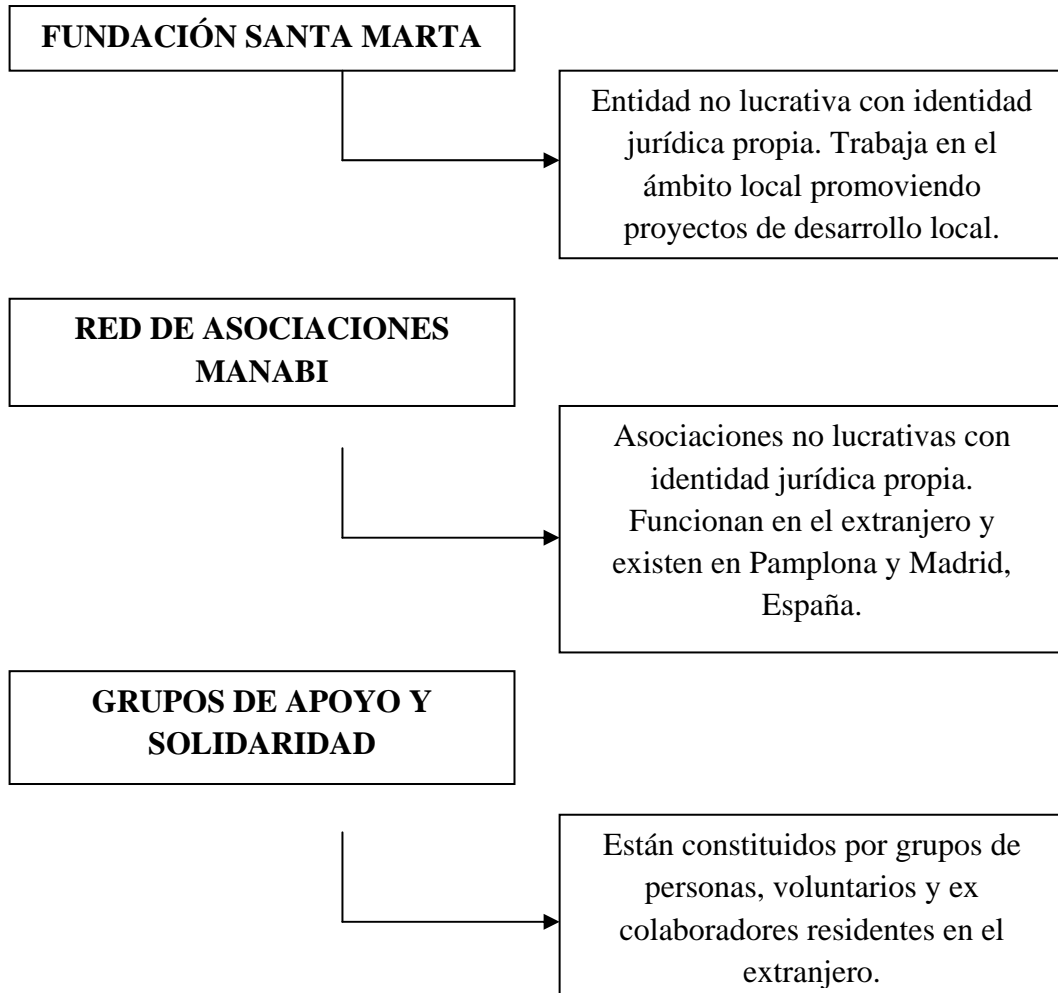 FUNDACIÓN SANTA MARTA
Entidad no lucrativa con identidad
jurídica propia. Trabaja en el
ámbito local promoviendo
proyectos de desarrollo local.
RED DE ASOCIACIONES
MANABI
Asociaciones no lucrativas con
identidad jurídica propia.
Funcionan en el extranjero y
existen en Pamplona y Madrid,
España.
GRUPOS DE APOYO Y
SOLIDARIDAD
Están constituidos por grupos de
personas, voluntarios y ex
colaboradores residentes en el
extranjero.